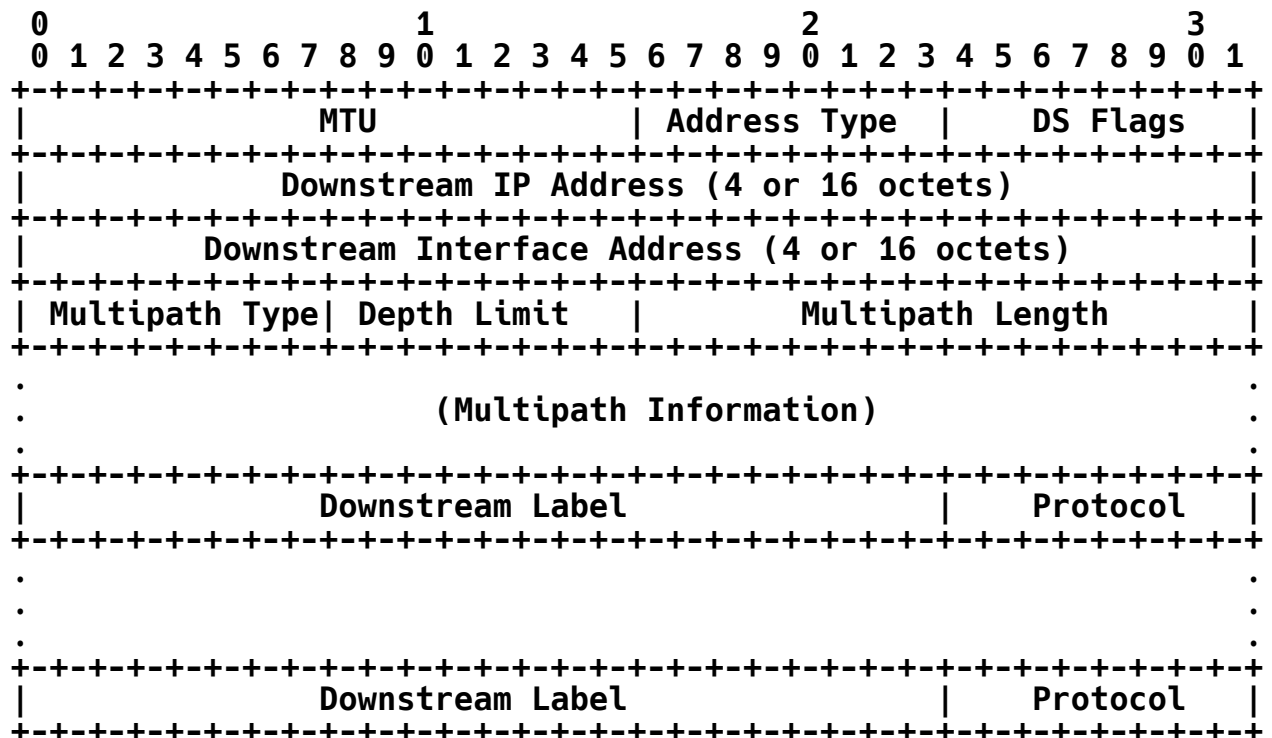 0                   1                   2                   3
 0 1 2 3 4 5 6 7 8 9 0 1 2 3 4 5 6 7 8 9 0 1 2 3 4 5 6 7 8 9 0 1
+-+-+-+-+-+-+-+-+-+-+-+-+-+-+-+-+-+-+-+-+-+-+-+-+-+-+-+-+-+-+-+-+
|               MTU             | Address Type  |    DS Flags   |
+-+-+-+-+-+-+-+-+-+-+-+-+-+-+-+-+-+-+-+-+-+-+-+-+-+-+-+-+-+-+-+-+
|             Downstream IP Address (4 or 16 octets)            |
+-+-+-+-+-+-+-+-+-+-+-+-+-+-+-+-+-+-+-+-+-+-+-+-+-+-+-+-+-+-+-+-+
|         Downstream Interface Address (4 or 16 octets)         |
+-+-+-+-+-+-+-+-+-+-+-+-+-+-+-+-+-+-+-+-+-+-+-+-+-+-+-+-+-+-+-+-+
| Multipath Type| Depth Limit   |        Multipath Length       |
+-+-+-+-+-+-+-+-+-+-+-+-+-+-+-+-+-+-+-+-+-+-+-+-+-+-+-+-+-+-+-+-+
.                                                               .
.                     (Multipath Information)                   .
.                                                               .
+-+-+-+-+-+-+-+-+-+-+-+-+-+-+-+-+-+-+-+-+-+-+-+-+-+-+-+-+-+-+-+-+
|               Downstream Label                |    Protocol   |
+-+-+-+-+-+-+-+-+-+-+-+-+-+-+-+-+-+-+-+-+-+-+-+-+-+-+-+-+-+-+-+-+
.                                                               .
.                                                               .
.                                                               .
+-+-+-+-+-+-+-+-+-+-+-+-+-+-+-+-+-+-+-+-+-+-+-+-+-+-+-+-+-+-+-+-+
|               Downstream Label                |    Protocol   |
+-+-+-+-+-+-+-+-+-+-+-+-+-+-+-+-+-+-+-+-+-+-+-+-+-+-+-+-+-+-+-+-+